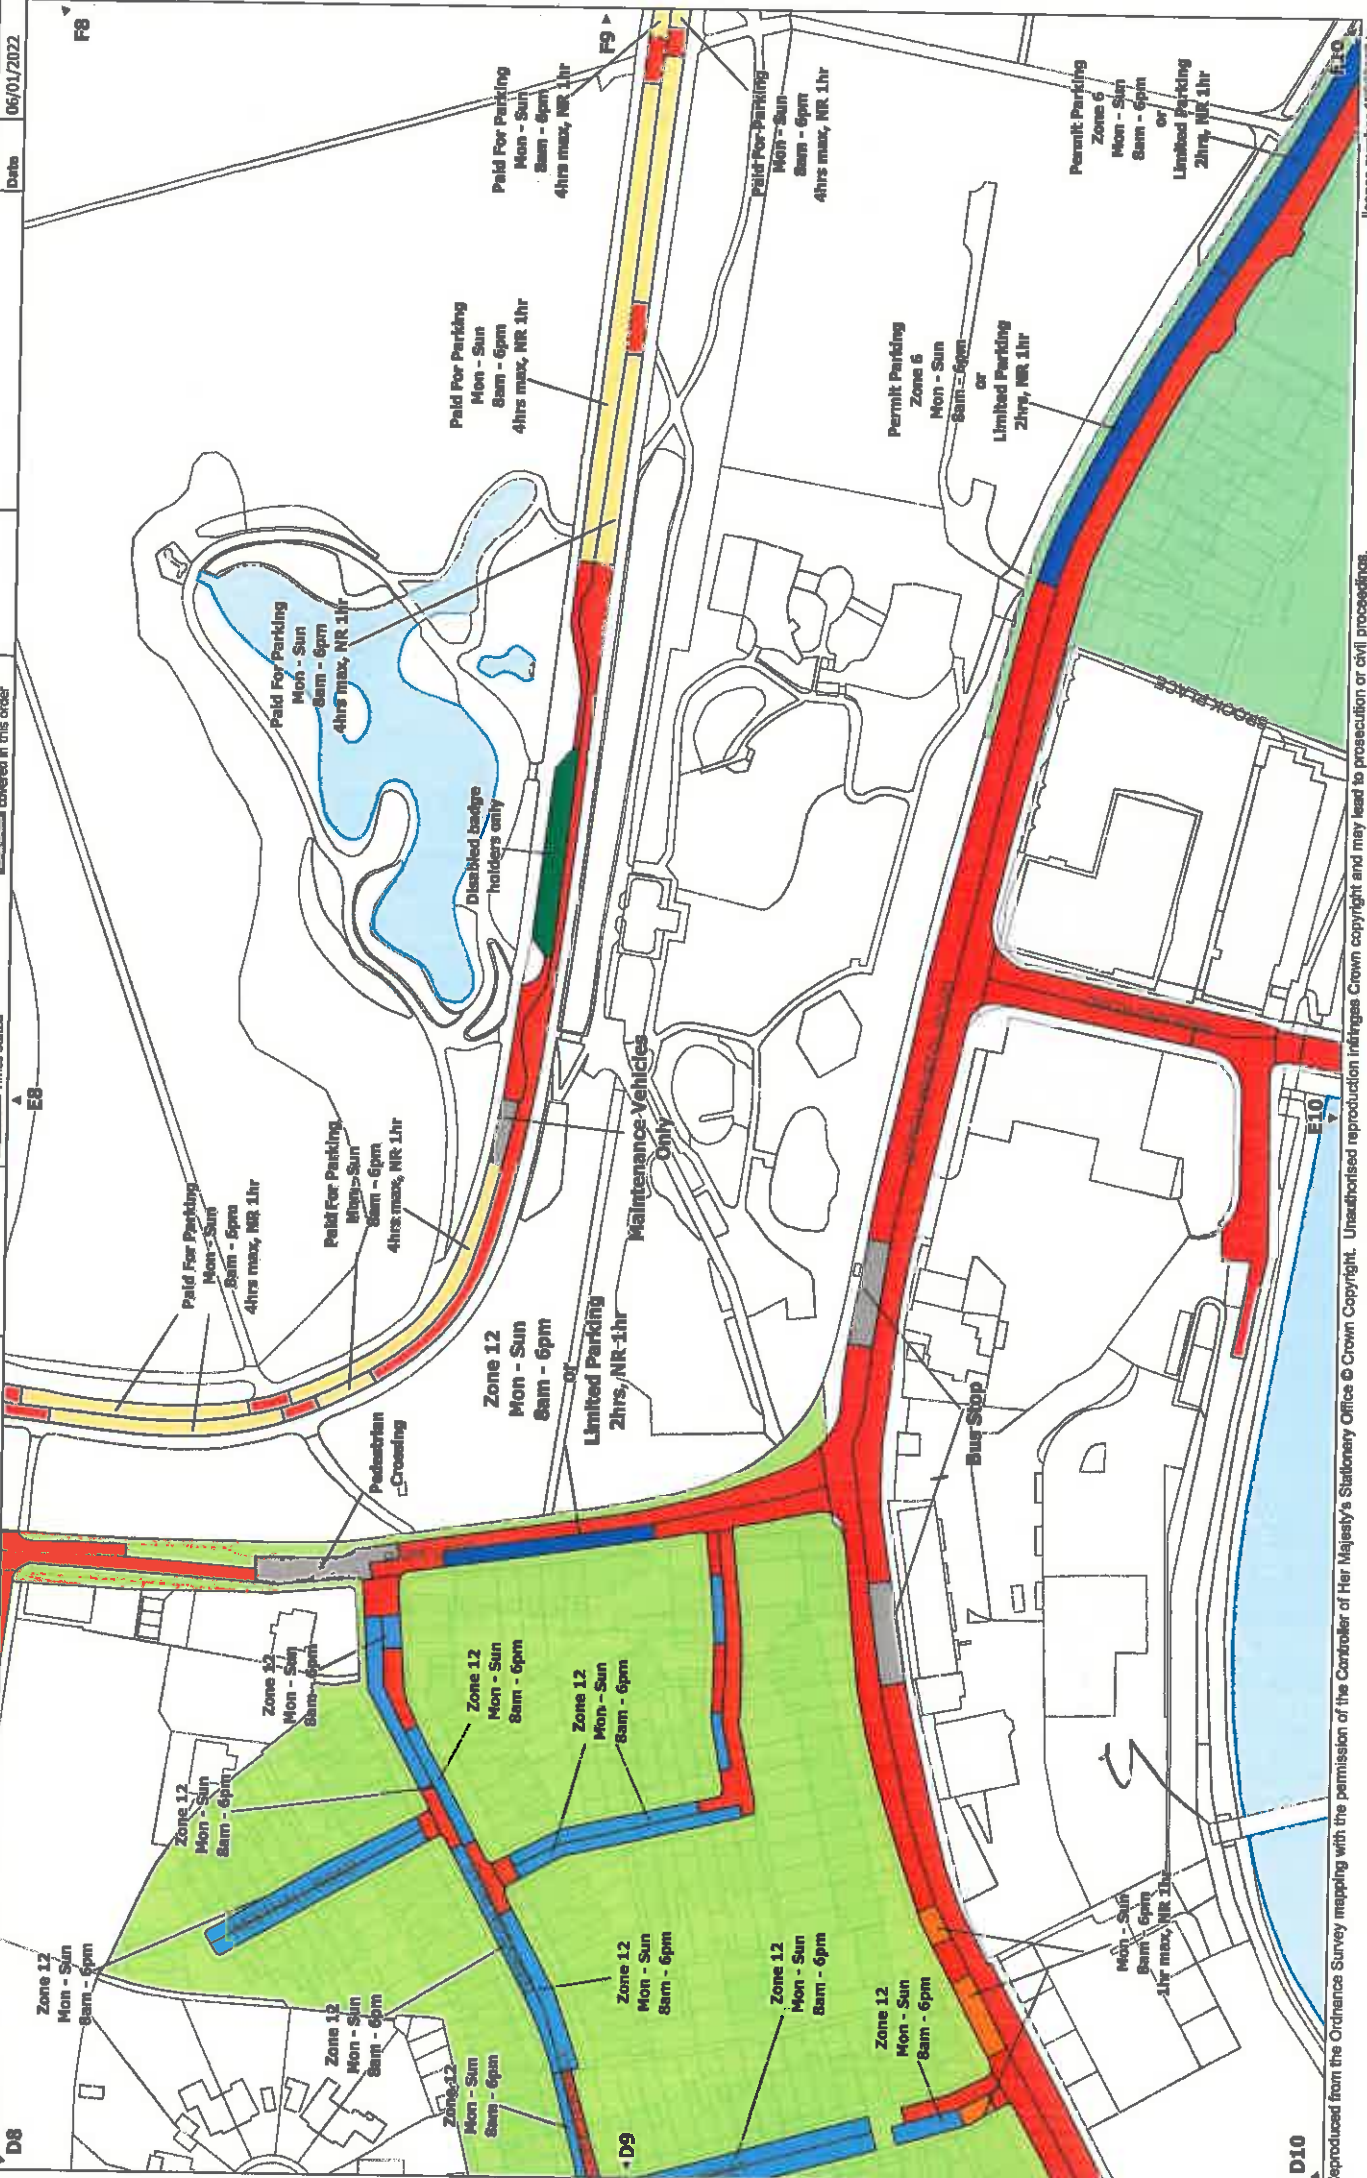 Date
06/01/2022
covered in this order
D8
E8
F8
Zone 12
Mon - Sun
8am - 6pm
Zone 12
Mon - Sun
8am - 6pm
Zone 12
Mon - Sun
8am - 6pm
Zone 12
Mon - Sun
8am - 6pm
Zone 12
Mon - Sun
8am - 6pm
Pedestrian
Crossing
Paid For Parking
Mon - Sun
8am - 6pm
4hrs max, NR 1hr
Paid For Parking
Mon - Sun
8am - 6pm
4hrs max, NR 1hr
Paid For Parking
Mon - Sun
8am - 6pm
4hrs max, NR 1hr
Disabled badge
holders only
Paid For Parking
Mon - Sun
8am - 6pm
4hrs max, NR 1hr
Paid For Parking
Mon - Sun
8am - 6pm
4hrs max, NR 1hr
F9
D9
Zone 12
Mon - Sun
8am - 6pm
Zone 12
Mon - Sun
8am - 6pm
Zone 12
Mon - Sun
8am - 6pm
Zone 12
Mon - Sun
8am - 6pm
Zone 12
Mon - Sun
8am - 6pm
or
Limited Parking
2hrs, NR 1hr
Maintenance Vehicles
Only
Paid For Parking
Mon - Sun
8am - 6pm
4hrs max, NR 1hr
Permit Parking
Zone 6
Mon - Sun
8am - 6pm
or
Limited Parking
2hrs, NR 1hr
Permit Parking
Zone 6
Mon - Sun
8am - 6pm
or
Limited Parking
2hrs, NR 1hr
Bus Stop
BROOK PLACE
Mon - Sun
8am - 6pm
1hr max, NR 1hr
D10
E10
F10
eproduced from the Ordnance Survey mapping with the permission of the Controller of Her Majesty's Stationery Office © Crown Copyright. Unauthorised reproduction infringes Crown copyright and may lead to prosecution or civil proceedings